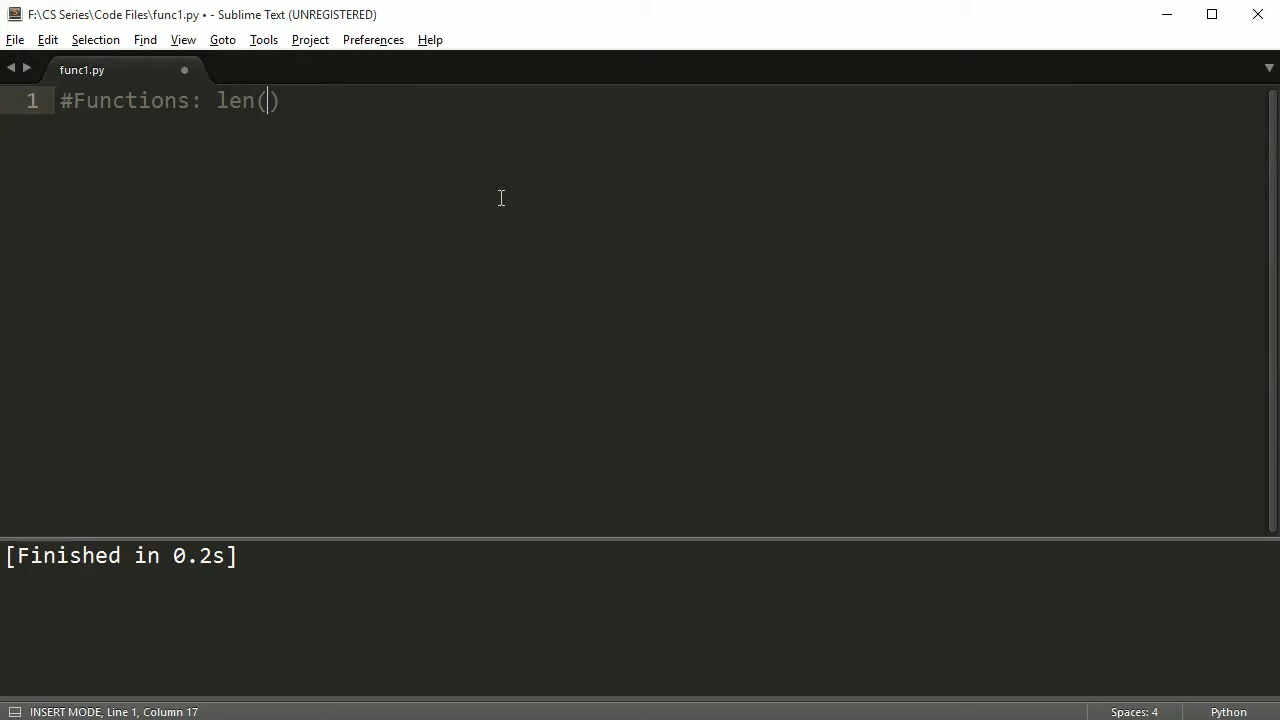 F:\CS Series\Code Files\func1.py • - Sublime Text (UNREGISTERED)
File Edit Selection Find View Goto Tools Project Preferences Help
func1.py
1 #Functions: len()
[Finished in 0.2s]
INSERT MODE, Line 1, Column 17 Spaces: 4 Python